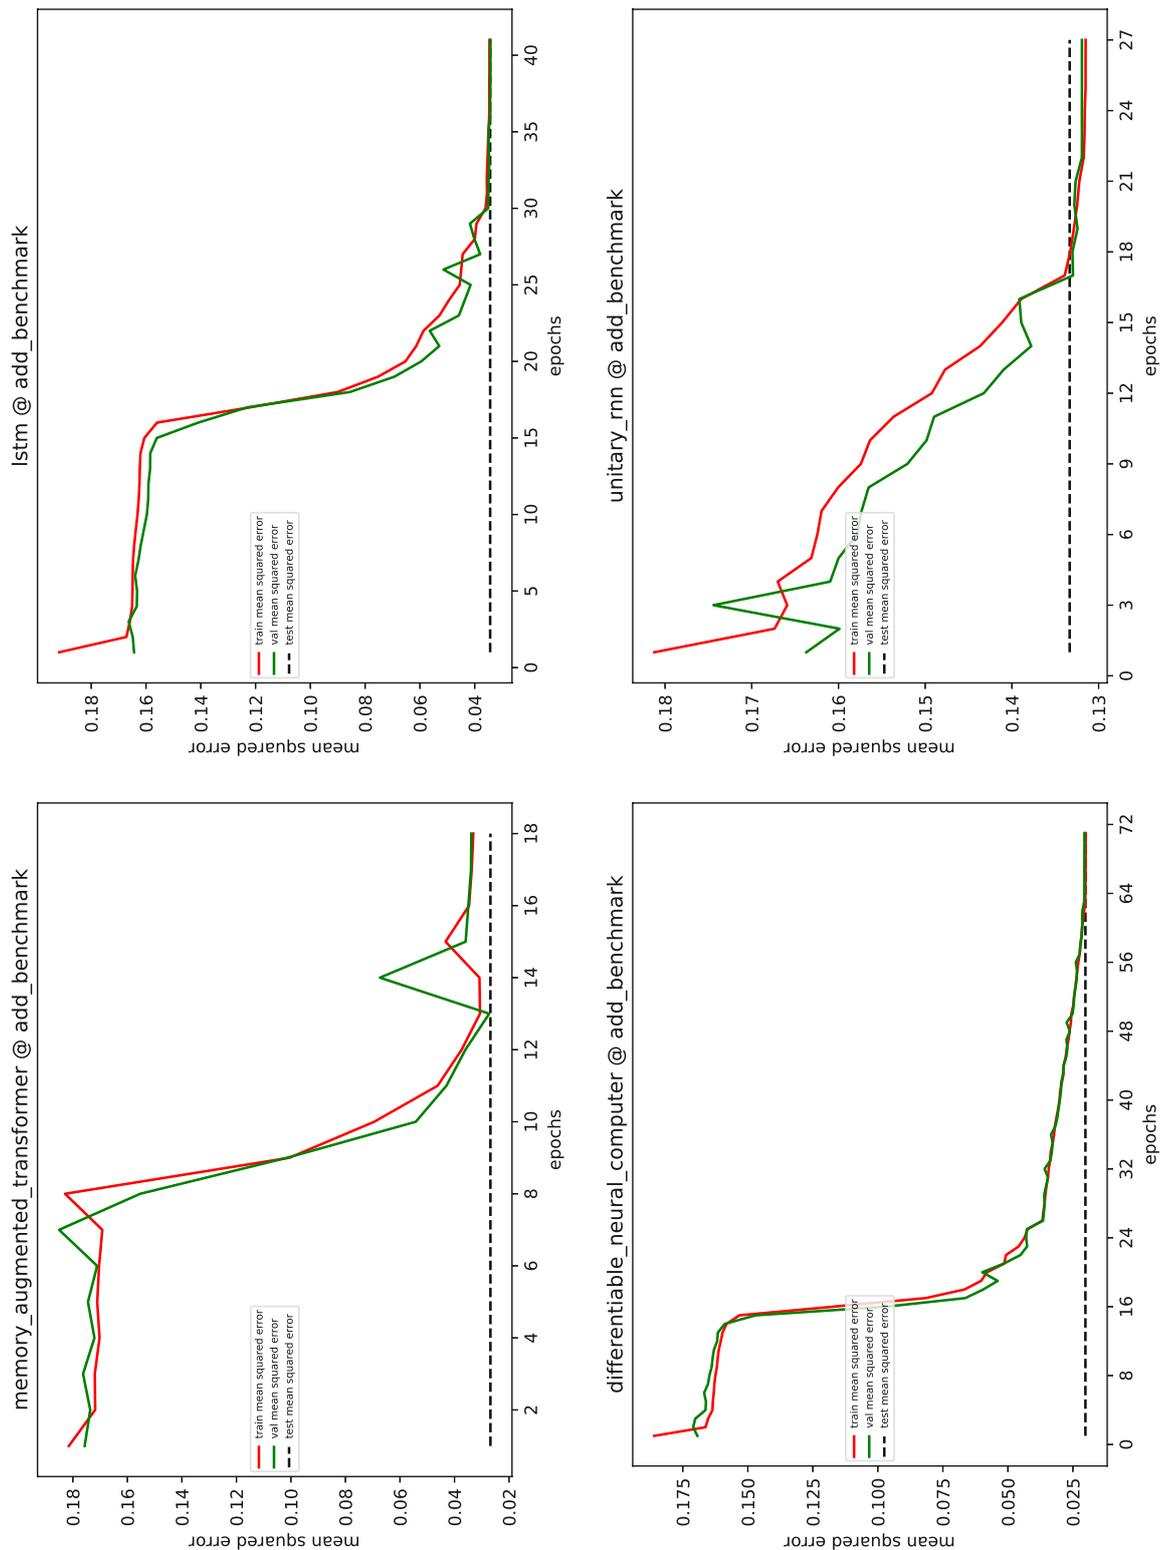 memory_augmented_transformer @ add_benchmark
mean squared error
0.18
0.16
0.14
0.12
0.10
0.08
0.06
0.04
0.02
train mean squared error
val mean squared error
test mean squared error
2 4 6 8 10 12 14 16 18
epochs
lstm @ add_benchmark
mean squared error
0.18
0.16
0.14
0.12
0.10
0.08
0.06
0.04
train mean squared error
val mean squared error
test mean squared error
0 5 10 15 20 25 30 35 40
epochs
differentiable_neural_computer @ add_benchmark
mean squared error
0.175
0.150
0.125
0.100
0.075
0.050
0.025
train mean squared error
val mean squared error
test mean squared error
0 8 16 24 32 40 48 56 64 72
epochs
unitary_rnn @ add_benchmark
mean squared error
0.18
0.17
0.16
0.15
0.14
0.13
train mean squared error
val mean squared error
test mean squared error
0 3 6 9 12 15 18 21 24 27
epochs